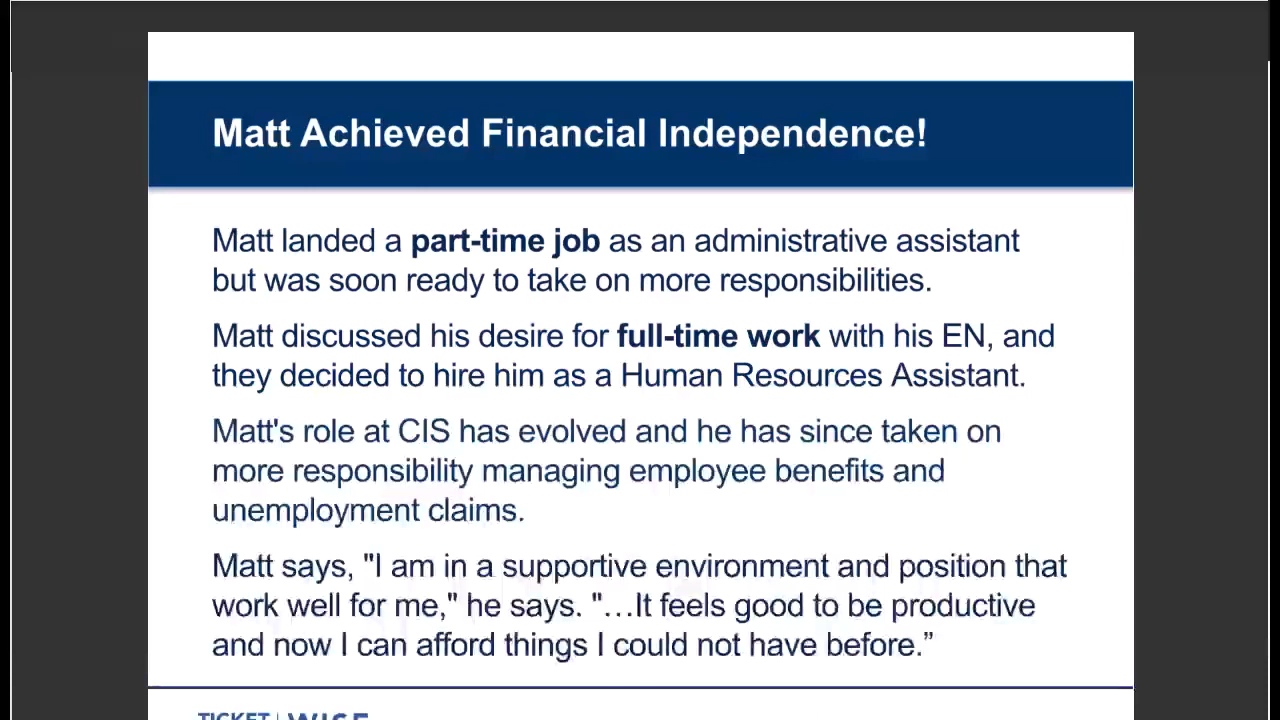 Matt Achieved Financial Independence!
Matt landed a part-time job as an administrative assistant
but was soon ready to take on more responsibilities.
Matt discussed his desire for full-time work with his EN, and
they decided to hire him as a Human Resources Assistant.
Matt's role at CIS has evolved and he has since taken on
more responsibility managing employee benefits and
unemployment claims.
Matt says, "I am in a supportive environment and position that
work well for me," he says. "…It feels good to be productive
and now I can afford things I could not have before.”
TICKET | WISE